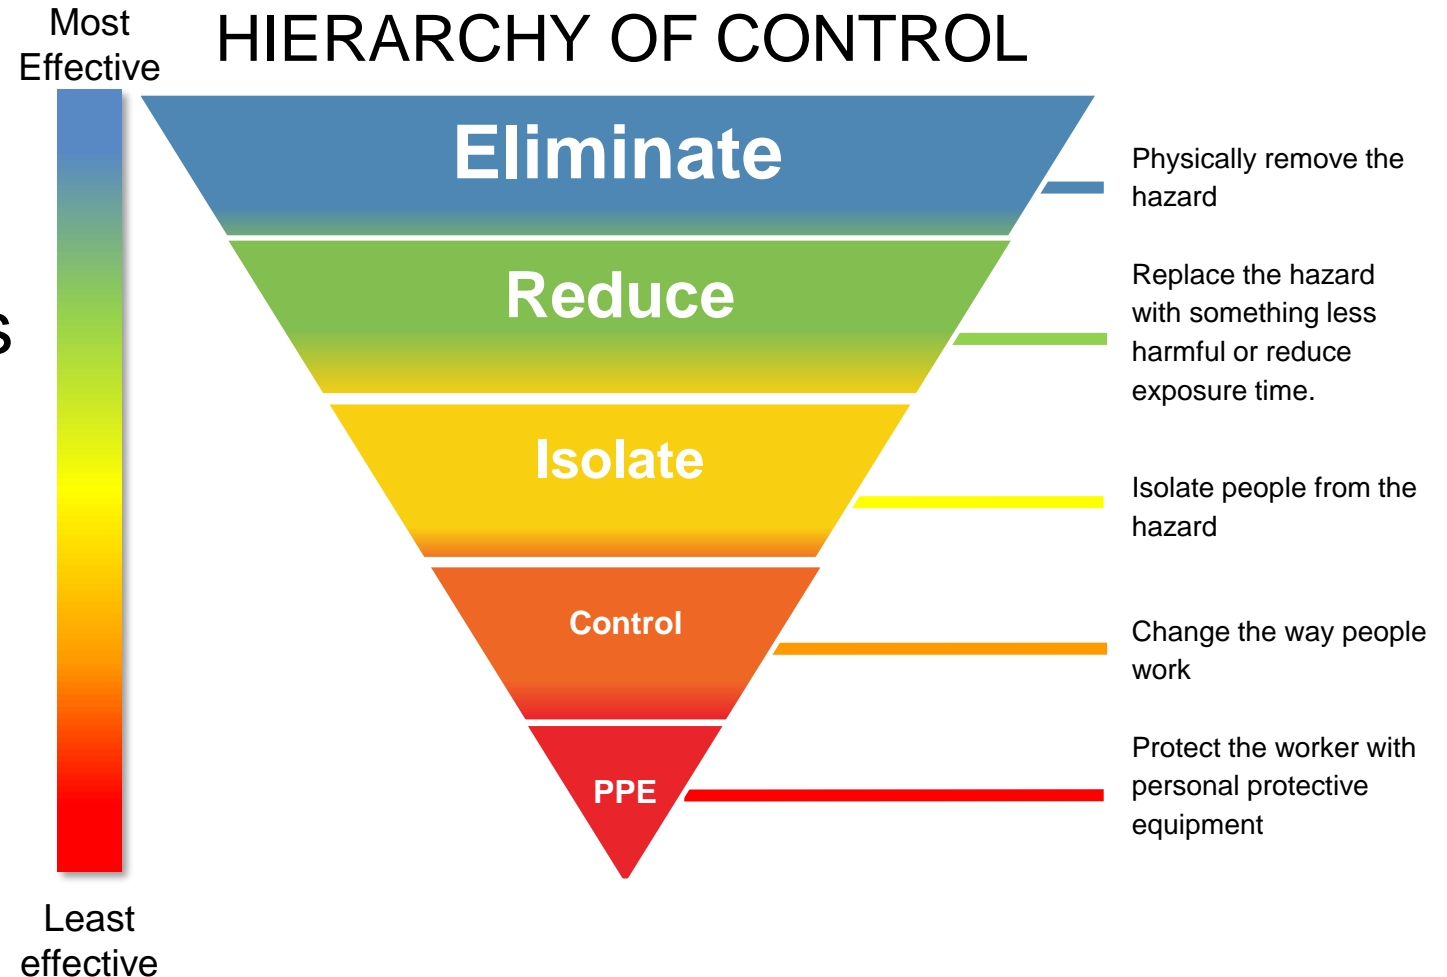 Most
Effective
HIERARCHY OF CONTROL
Eliminate
Physically remove the
hazard
Reduce
Replace the hazard
with something less
harmful or reduce
exposure time.
s
Isolate
Isolate people from the
hazard
Control
Change the way people
work
PPE
Protect the worker with
personal protective
equipment
Least
effective